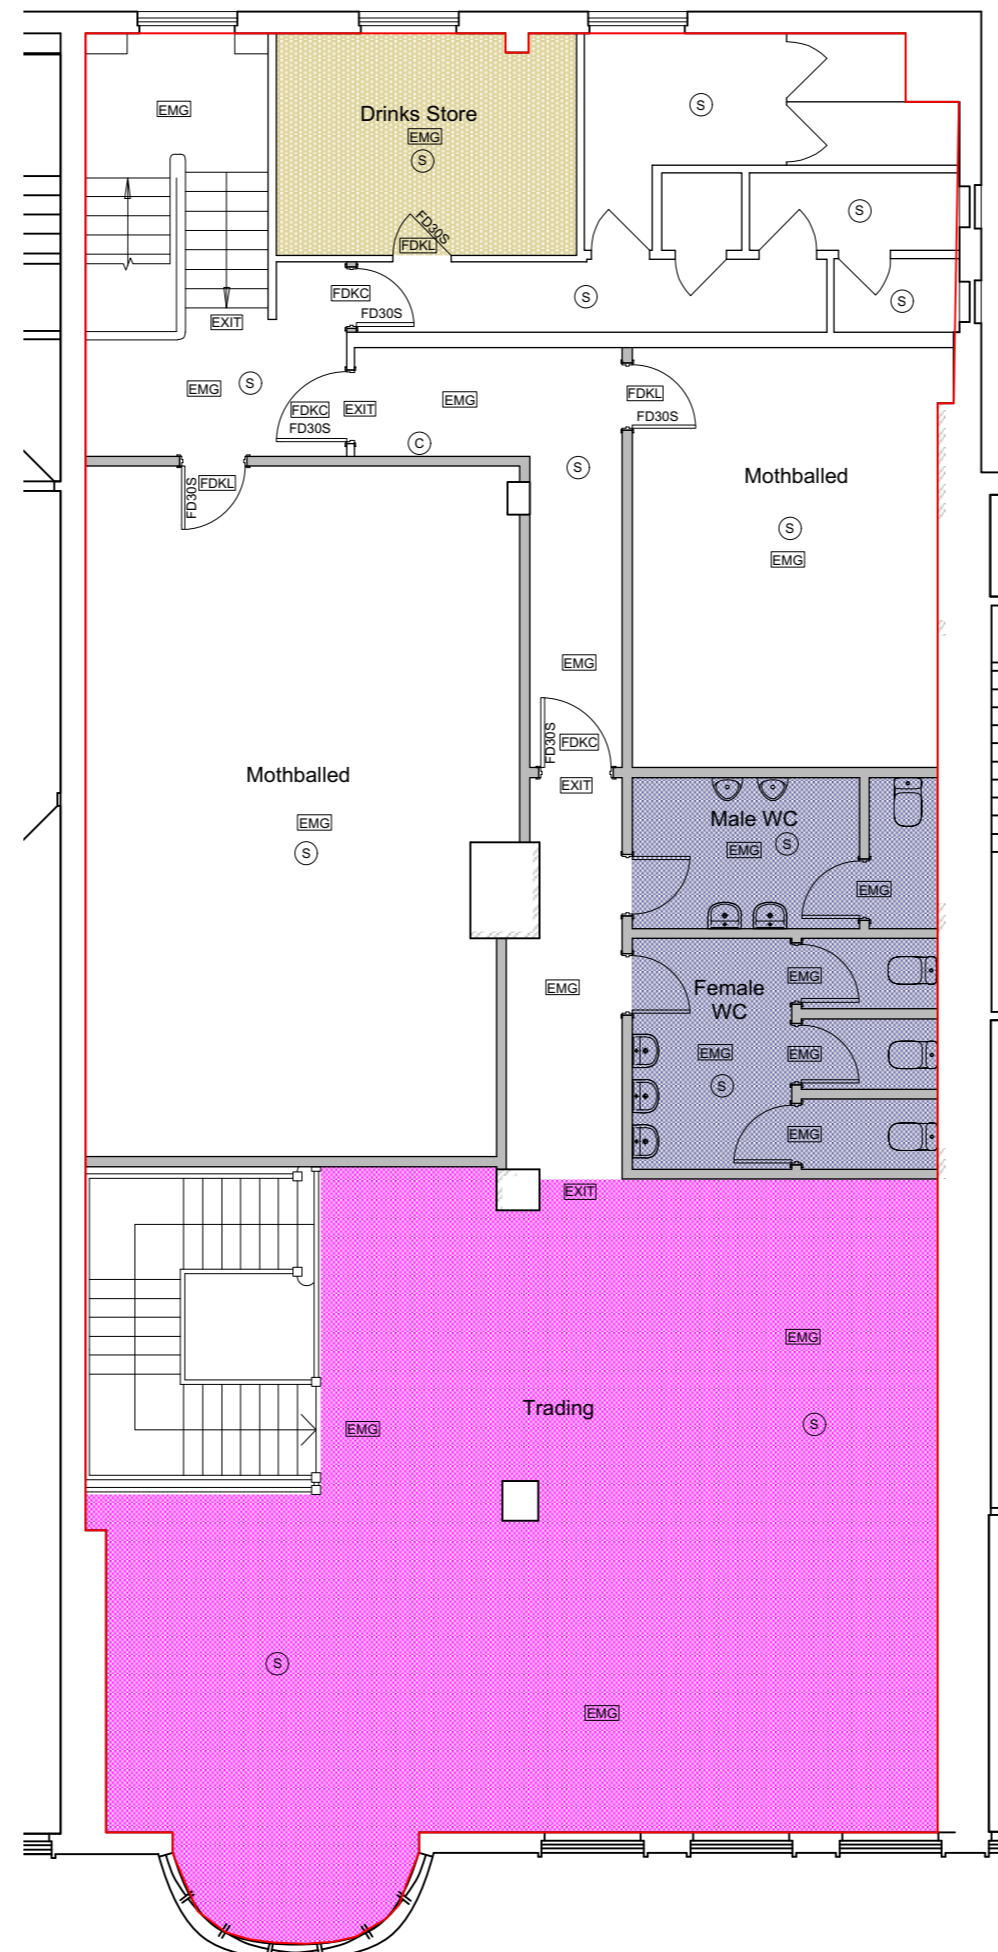 EMG
Drinks Store
EMG
S
S
S
FD30S
FDKL
FDKC
FD30S
S
S
EXIT
EMG
S
FDKC
FD30S
EXIT
EMG
C
FDKL
FD30S
S
FD30S
FDKL
Mothballed
S
EMG
EMG
FD30S
FDKC
EXIT
Mothballed
EMG
S
Male WC
EMG
S
EMG
EMG
Female
WC
EMG
EMG
S
EMG
EMG
EXIT
EMG
Trading
EMG
S
S
EMG